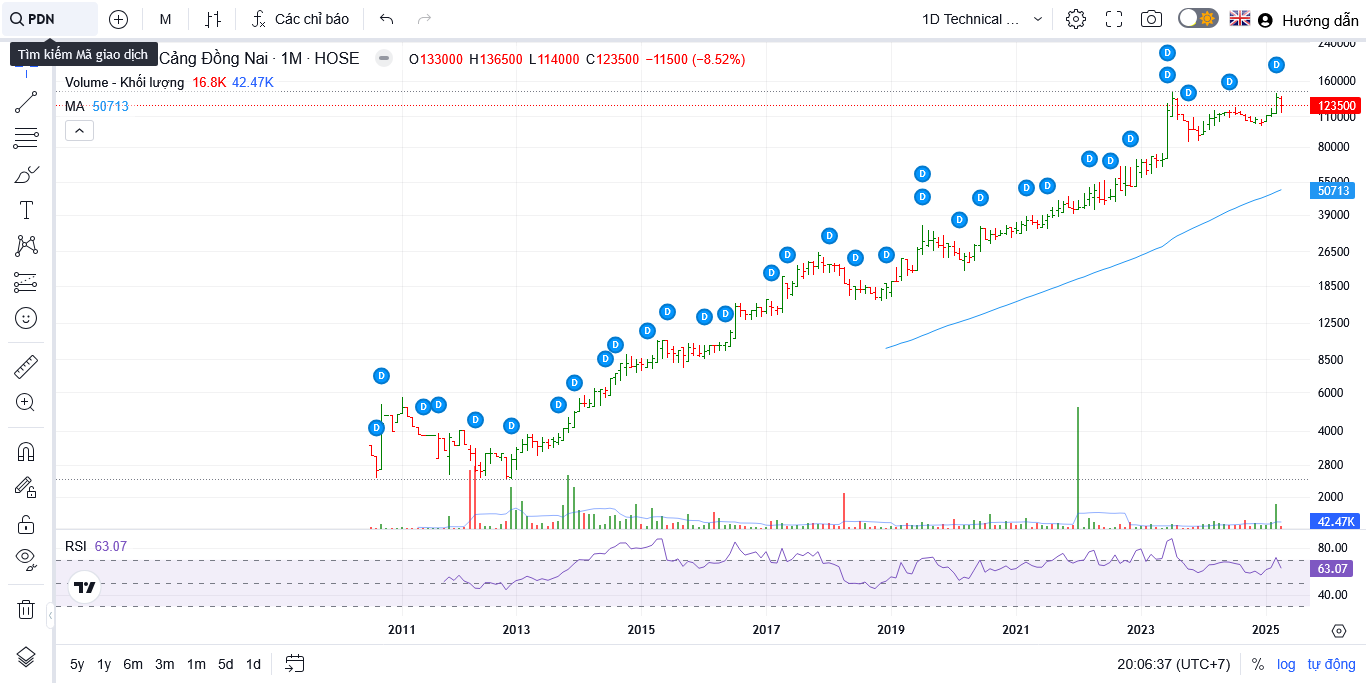 PDN
M
Các chỉ báo
1D Technical ...
Hướng dẫn
Tìm kiếm Mã giao dịch
Cảng Đồng Nai · 1M · HOSE
O133000 H136500 L114000 C123500 −11500 (−8.52%)
Volume - Khối lượng 16.8K 42.47K
MA 50713
240000
160000
123500
110000
80000
55000
50713
39000
26500
18500
12500
8500
6000
4000
2800
2000
42.47K
D D D D D D D D D D D D D D D D D D D D D D D D D D D D D D D D D D D
RSI 63.07
80.00
63.07
40.00
2011 2013 2015 2017 2019 2021 2023 2025
5y 1y 6m 3m 1m 5d 1d
20:06:37 (UTC+7) % log tự động